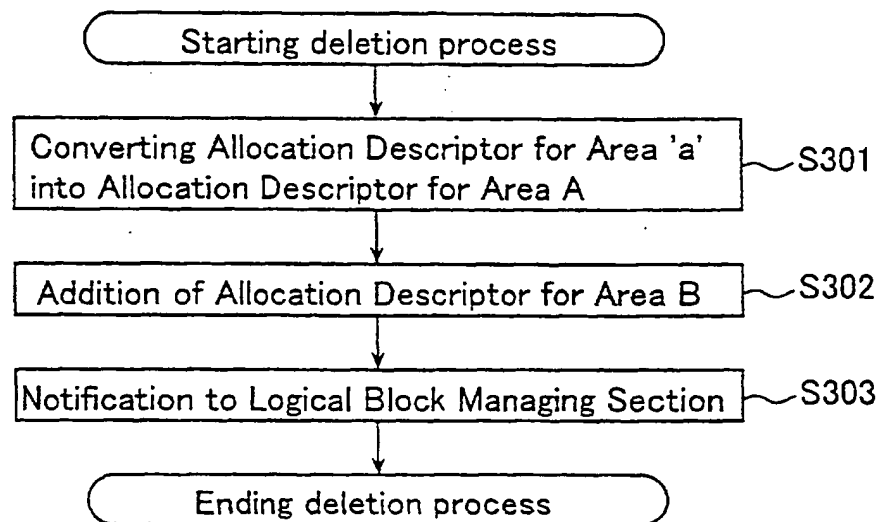 Starting deletion process
Converting Allocation Descriptor for Area 'a'
into Allocation Descriptor for Area A
S301
Addition of Allocation Descriptor for Area B
S302
Notification to Logical Block Managing Section
S303
Ending deletion process